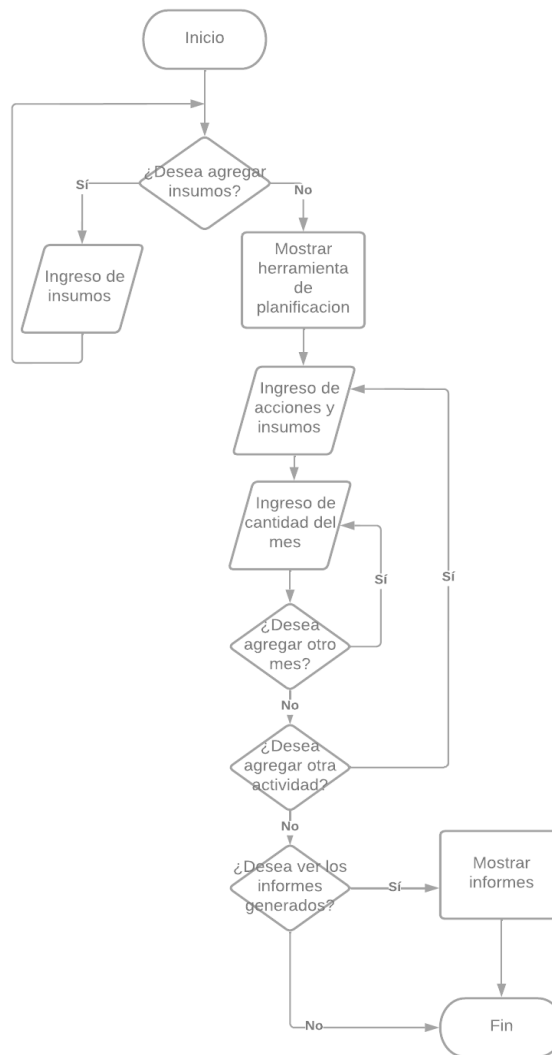 Inicio
¿Desea agregar
insumos?
Sí
No
Ingreso de
insumos
Mostrar
herramienta
de
planificacion
Ingreso de
acciones y
insumos
Ingreso de
cantidad del
mes
Sí
Sí
¿Desea
agregar otro
mes?
No
¿Desea
agregar otra
actividad?
No
¿Desea ver los
informes
generados?
Sí
Mostrar
informes
No
Fin